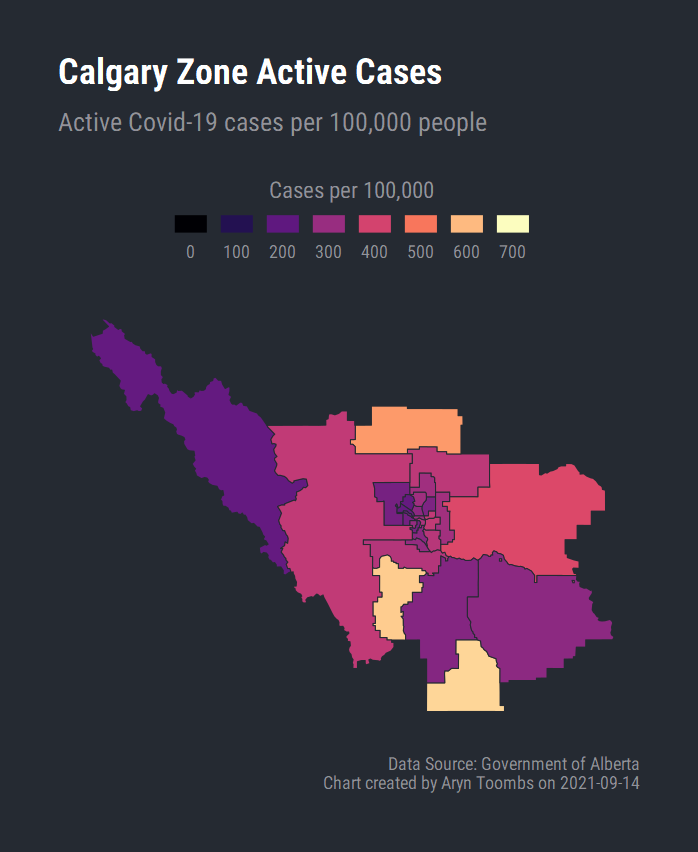 Calgary Zone Active Cases
Active Covid-19 cases per 100,000 people
Cases per 100,000
0 100 200 300 400 500 600 700
Data Source: Government of Alberta
Chart created by Aryn Toombs on 2021-09-14